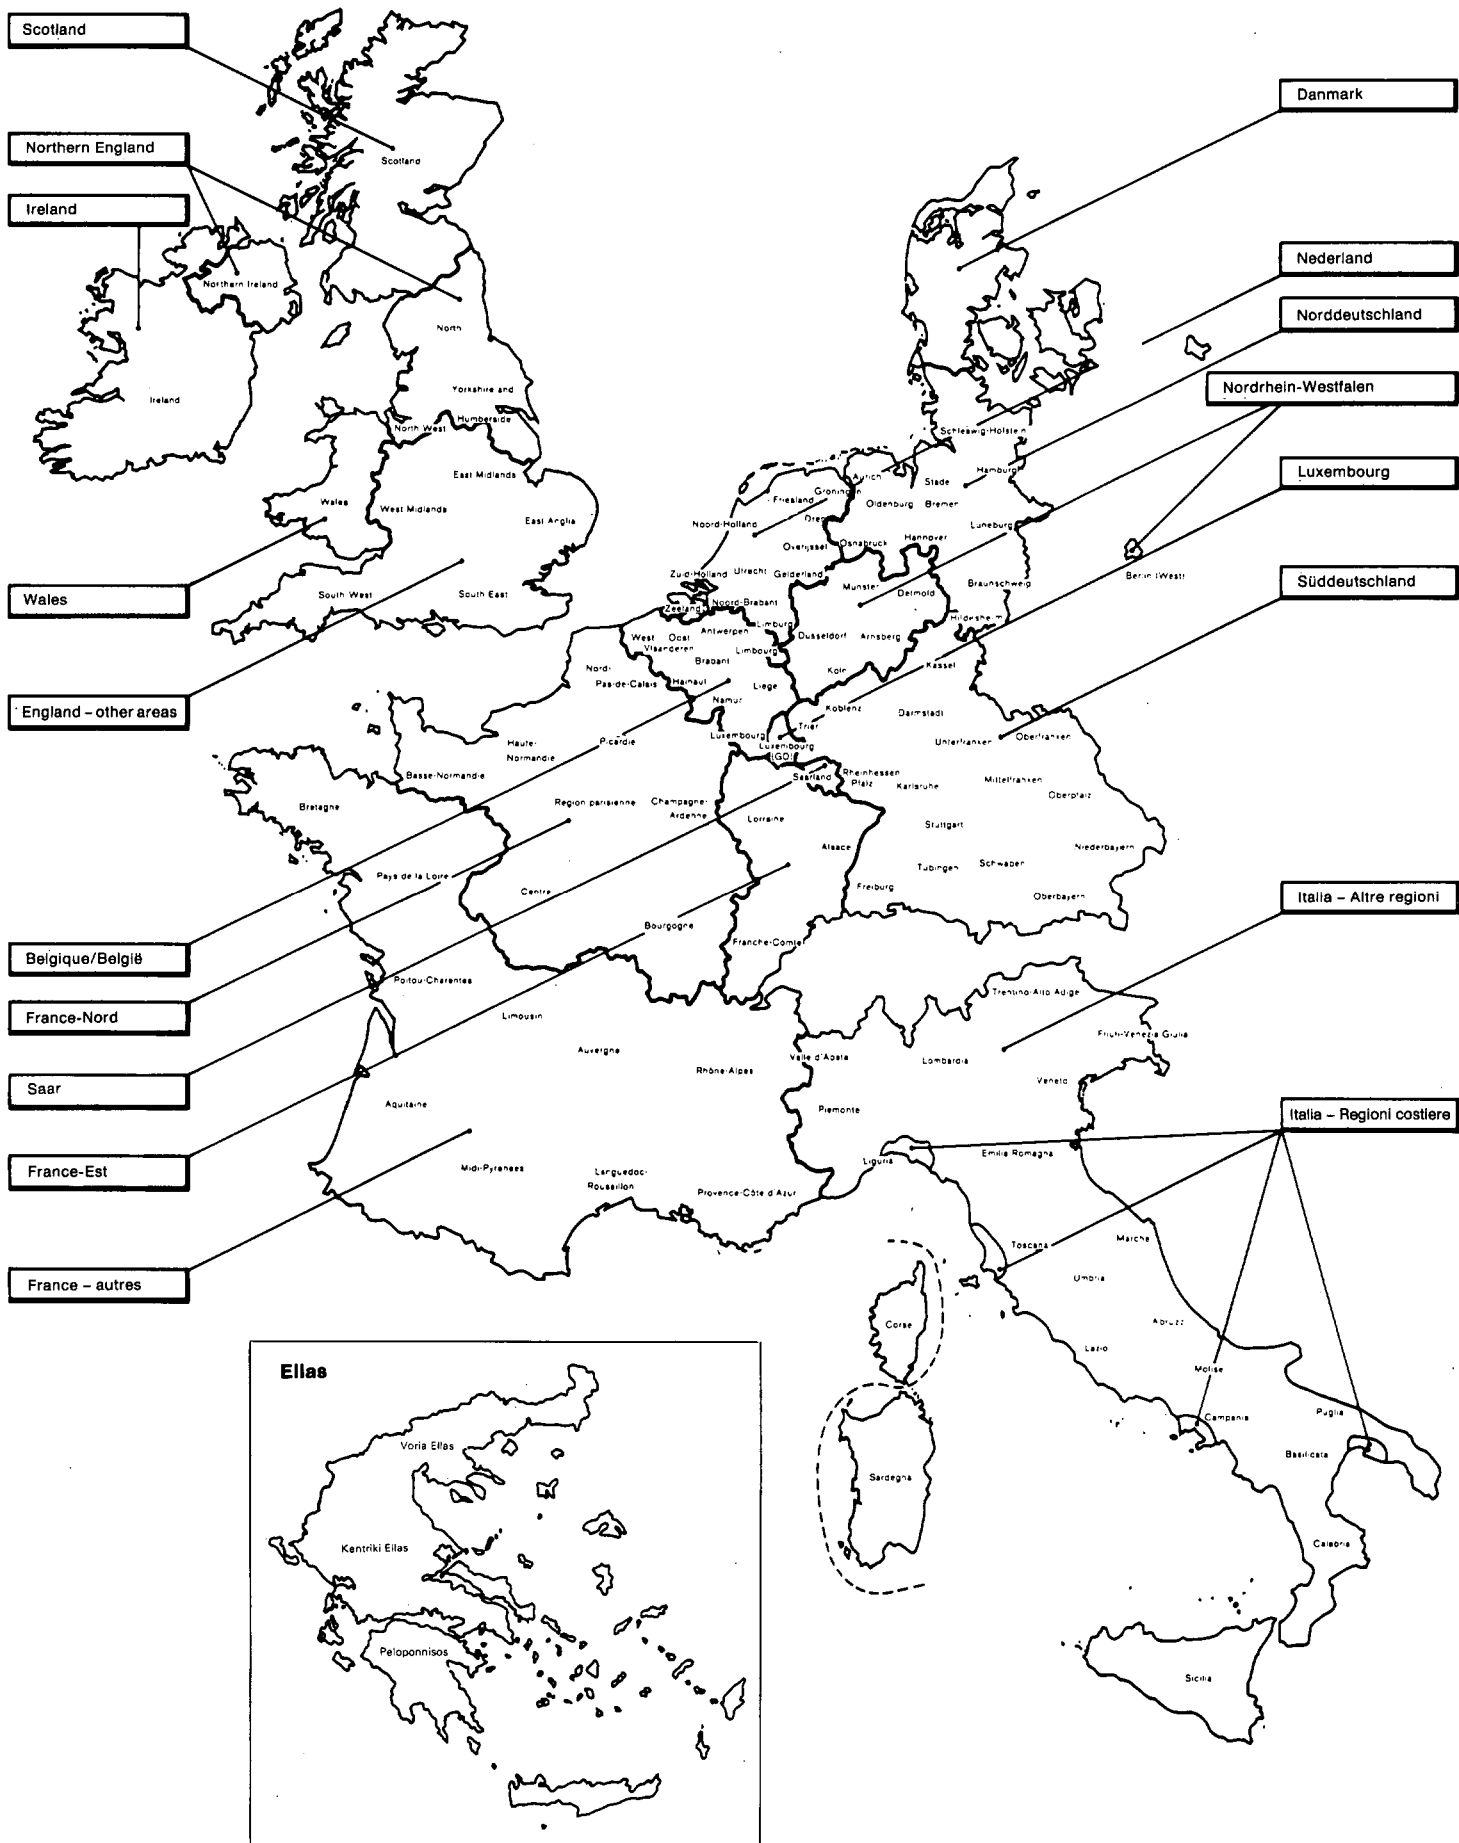 Scotland
Danmark
Northern England
Scotland
Ireland
Nederland
Northern Ireland
Norddeutschland
North
Nordrhein-Westfalen
Yorkshire and
Humberside
Ireland
North West
Schleswig-Holstein
Luxembourg
East Midlands
Hamburg
Aurich
Stade
Groningen
Friesland
Oldenburg
Bremen
Wales
West Midlands
East Anglia
Noord-Holland
Luneburg
Osnabruck
Hannover
Overijssel
Berlin (West)
Süddeutschland
Zuid-Holland
Utrecht
Gelderland
Munster
Detmold
Braunschweig
Wales
South West
South East
Zeeland
Noord-Brabant
Hildesheim
Limburg
Antwerpen
West
Oost
Vlaanderen
Dusseldorf
Arnsberg
Limbourg
Brabant
Nord-
Pas-de-Calais
Hainaut
Liege
Köln
Kassel
England – other areas
Namur
Koblenz
Darmstadt
Trier
Luxembourg
Luxembourg
(GD)
Unterfranken
Oberfranken
Haute-
Normandie
Picardie
Basse-Normandie
Saarland
Rheinhessen
Pfalz
Karlsruhe
Mittelfranken
Oberpfalz
Bretagne
Region parisienne
Champagne-
Ardenne
Lorraine
Stuttgart
Alsace
Niederbayern
Tubingen
Schwaben
Pays de la Loire
Centre
Freiburg
Oberbayern
Italia – Altre regioni
Bourgogne
Franche-Comte
Belgique/België
Poitou-Charentes
Trentino-Alto Adige
France-Nord
Limousin
Friuli-Venezia Giulia
Auvergne
Valle d'Aosta
Lombardia
Rhône-Alpes
Veneto
Saar
Aquitaine
Piemonte
Italia – Regioni costiere
Emilia Romagna
Liguria
France-Est
Midi-Pyrenees
Languedoc-
Roussillon
Provence-Côte d'Azur
Marche
Toscana
France – autres
Umbria
Corse
Abruzzi
Lazio
Molise
Campania
Puglia
Basilicata
Sardegna
Calabria
Sicilia
Ellas
Voria Ellas
Kentriki Ellas
Peloponnisos